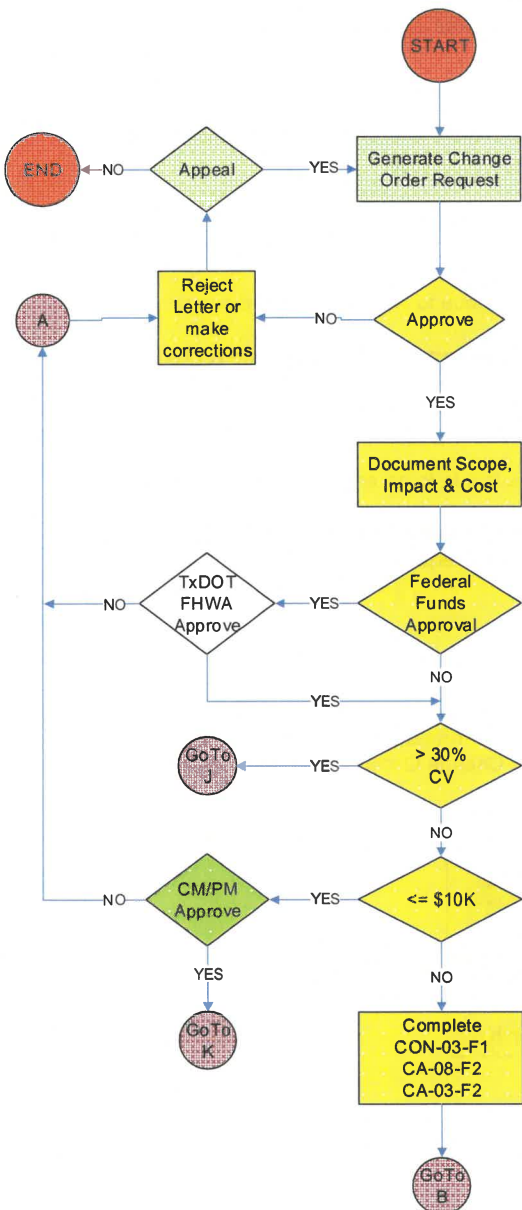 START
END
NO
Appeal
YES
Generate Change
Order Request
A
Reject
Letter or
make
corrections
NO
Approve
YES
Document Scope,
Impact & Cost
NO
TxDOT
FHWA
Approve
YES
Federal
Funds
Approval
NO
YES
GoTo
J
YES
> 30%
CV
NO
NO
CM/PM
Approve
YES
<= $10K
YES
NO
GoTo
K
Complete
CON-03-F1
CA-08-F2
CA-03-F2
GoTo
B